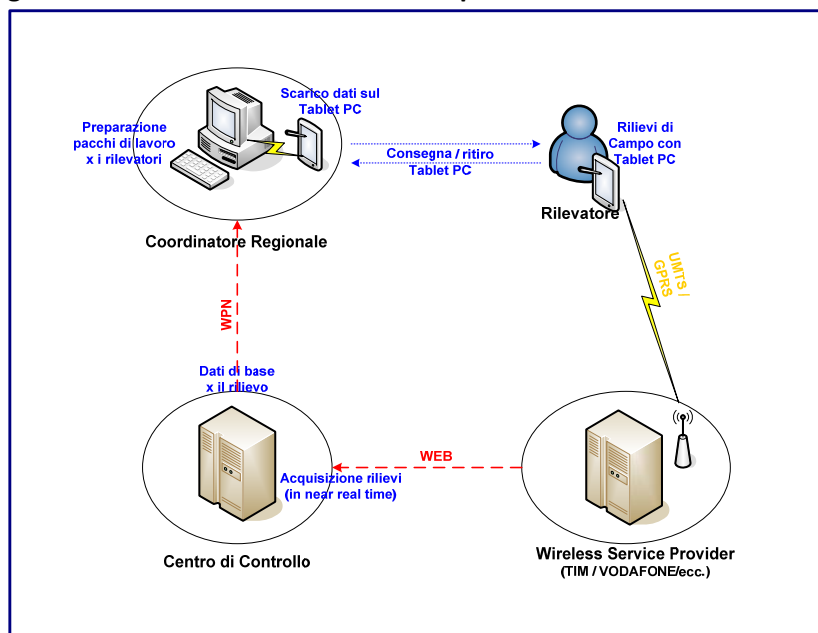 Scarico dati sul
Tablet PC
Preparazione
pacchi di lavoro
x i rilevatori
Consegna / ritiro
Tablet PC
Rilievi di
Campo con
Tablet PC
Rilevatore
Coordinatore Regionale
UMTS /
GPRS
WPN
Dati di base
x il rilievo
WEB
Acquisizione rilievi
(in near real time)
Centro di Controllo
Wireless Service Provider
(TIM / VODAFONE/ecc.)